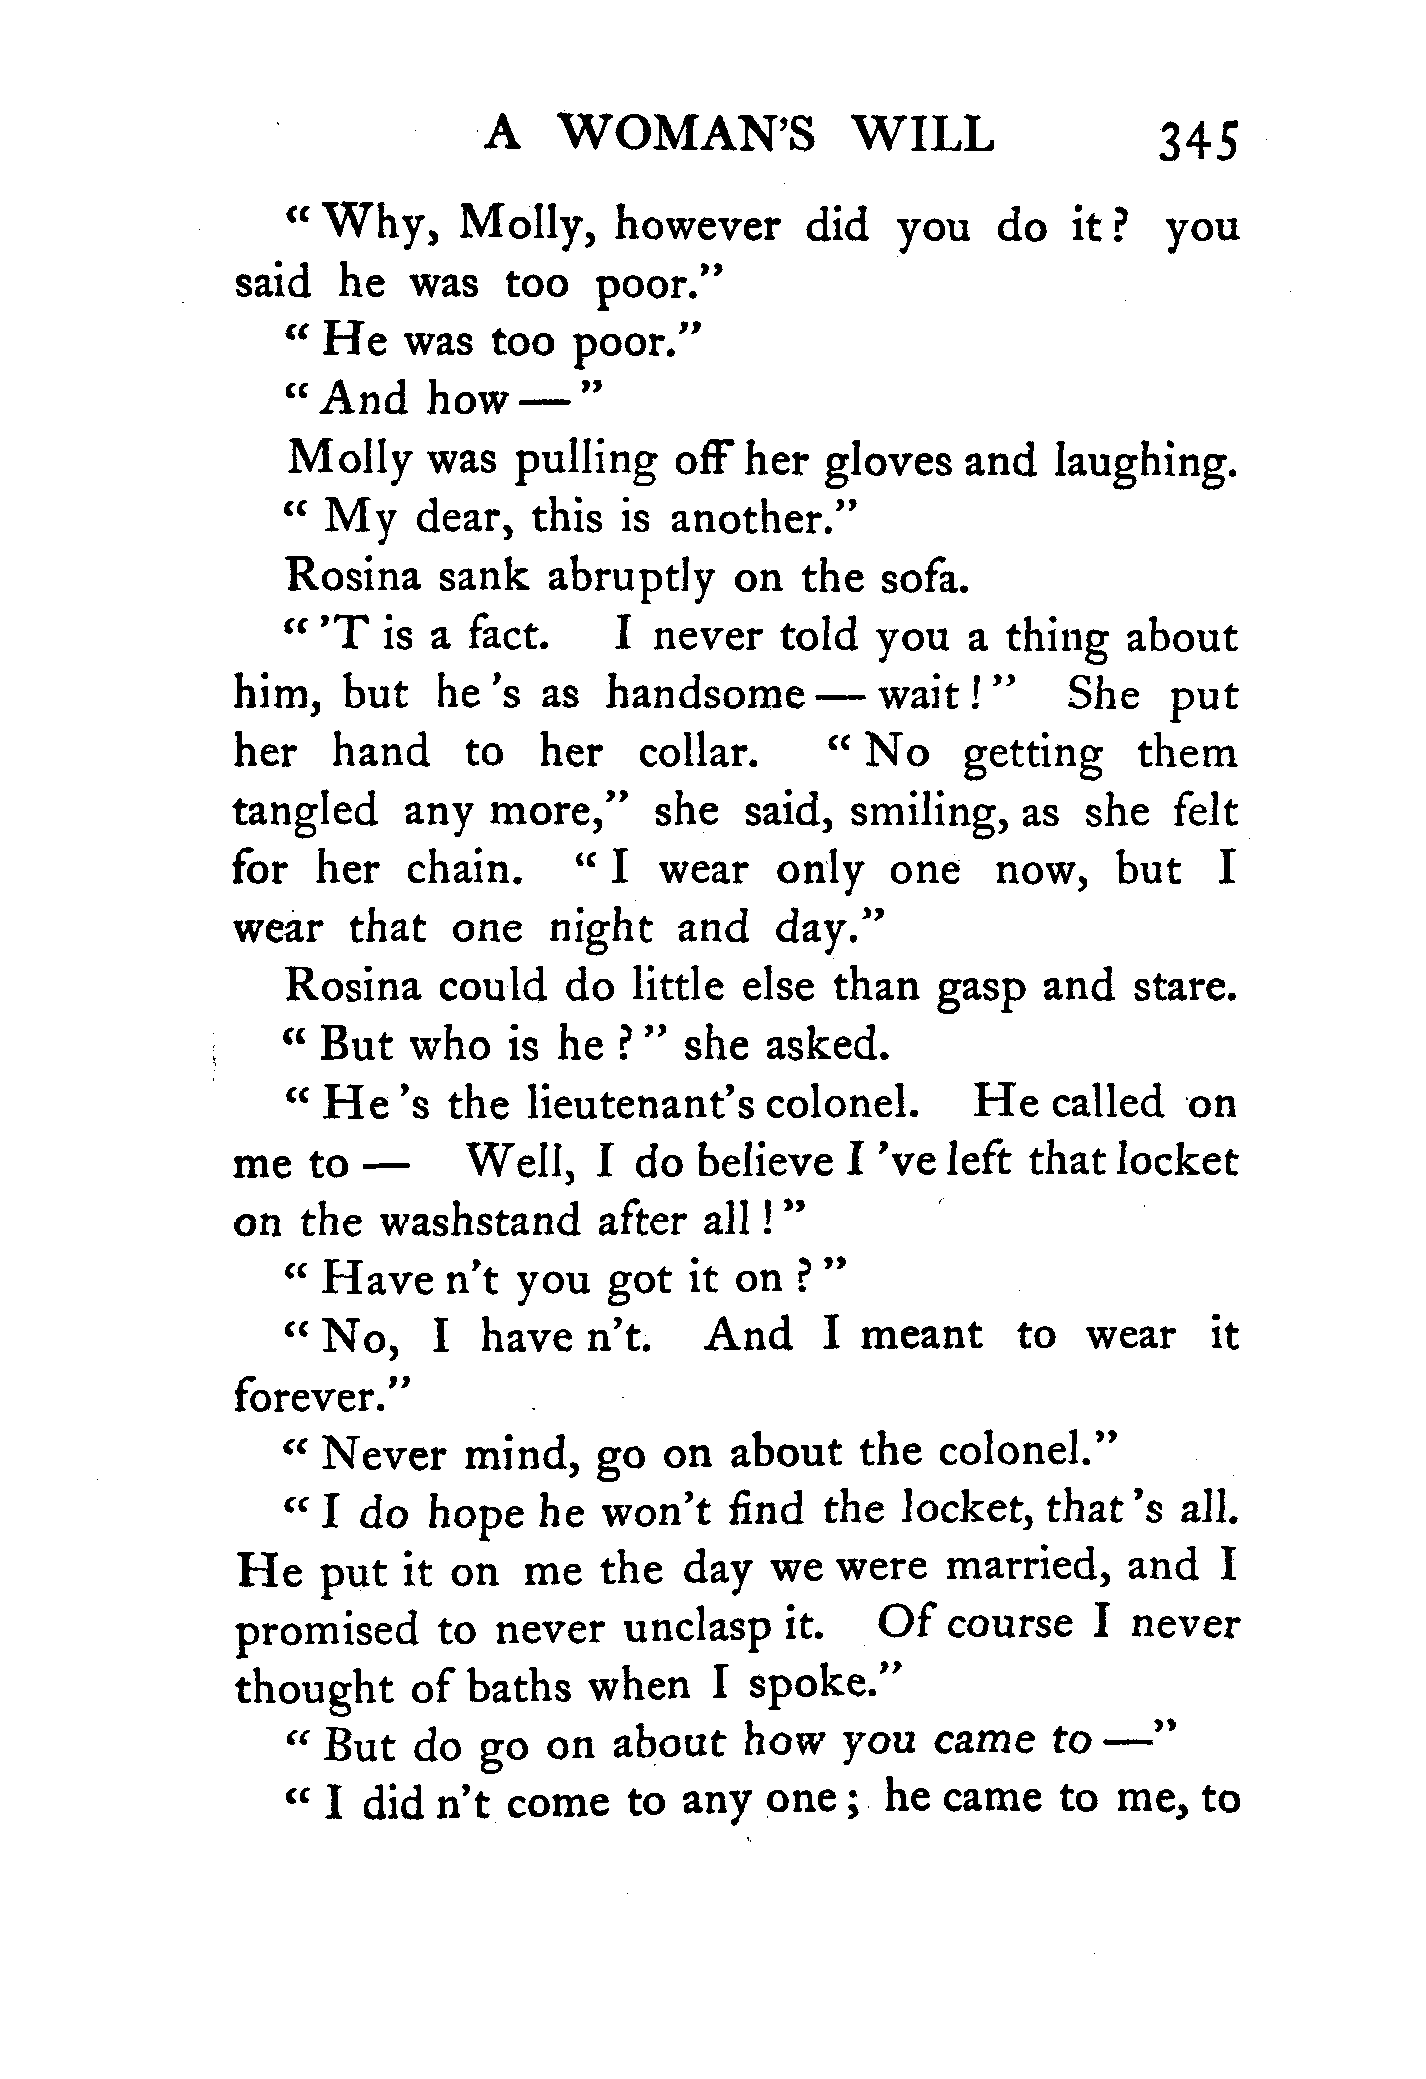 A WOMAN'S WILL 345
“Why, Molly, however did you do it? you
said he was too poor.”
“He was too poor.”
“And how—”
Molly was pulling off her gloves and laughing.
“My dear, this is another.”
Rosina sank abruptly on the sofa.
“'T is a fact. I never told you a thing about
him, but he 's as handsome — wait!” She put
her hand to her collar. “No getting them
tangled any more,” she said, smiling, as she felt
for her chain. “I wear only one now, but I
wear that one night and day.”
Rosina could do little else than gasp and stare.
“But who is he?” she asked.
“He 's the lieutenant's colonel. He called on
me to — Well, I do believe I 've left that locket
on the washstand after all!”
“Have n't you got it on?”
“No, I have n't. And I meant to wear it
forever.”
“Never mind, go on about the colonel.”
“I do hope he won't find the locket, that 's all.
He put it on me the day we were married, and I
promised to never unclasp it. Of course I never
thought of baths when I spoke.”
“But do go on about how you came to —”
“I did n't come to any one; he came to me, to